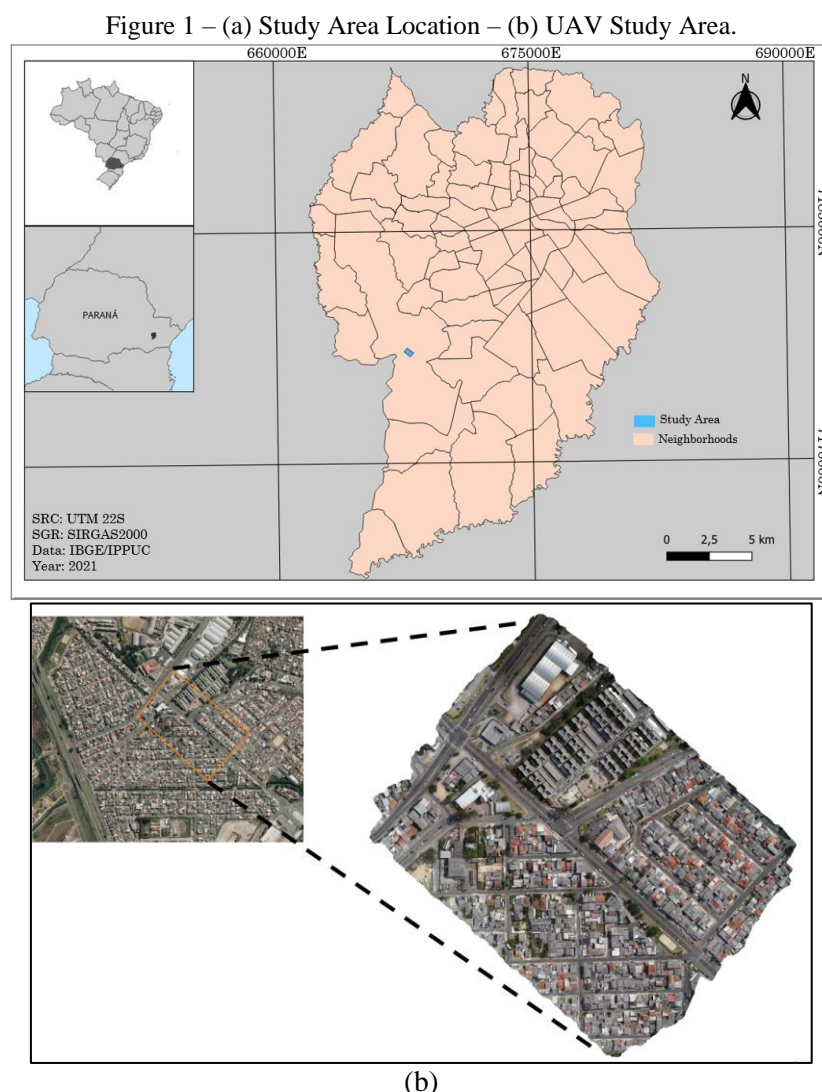 Figure 1 – (a) Study Area Location – (b) UAV Study Area.
660000E 675000E 690000E
N
PARANÁ
Study Area
Neighborhoods
SRC: UTM 22S
SGR: SIRGAS2000
Data: IBGE/IPPUC
Year: 2021
0 2,5 5 km
(b)